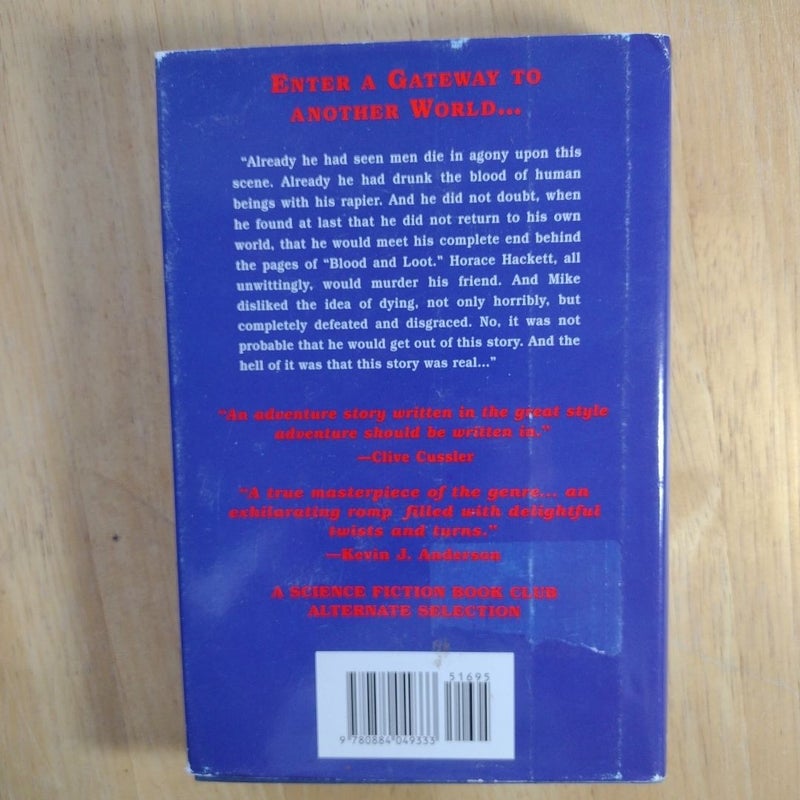 ENTER A GATEWAY TO
ANOTHER WORLD...
"Already he had seen men die in agony upon this
scene. Already he had drunk the blood of human
beings with his rapier. And he did not doubt, when
he found at last that he did not return to his own
world, that he would meet his complete end behind
the pages of "Blood and Loot." Horace Hackett, all
unwittingly, would murder his friend. And Mike
disliked the idea of dying, not only horribly, but
completely defeated and disgraced. No, it was not
probable that he would get out of this story. And the
hell of it was that this story was real..."
"An adventure story written in the great style
adventure should be written in."
—Clive Cussler
"A true masterpiece of the genre... an
exhilarating romp filled with delightful
twists and turns."
—Kevin J. Anderson
A SCIENCE FICTION BOOK CLUB
ALTERNATE SELECTION
51695
9 780884 049333